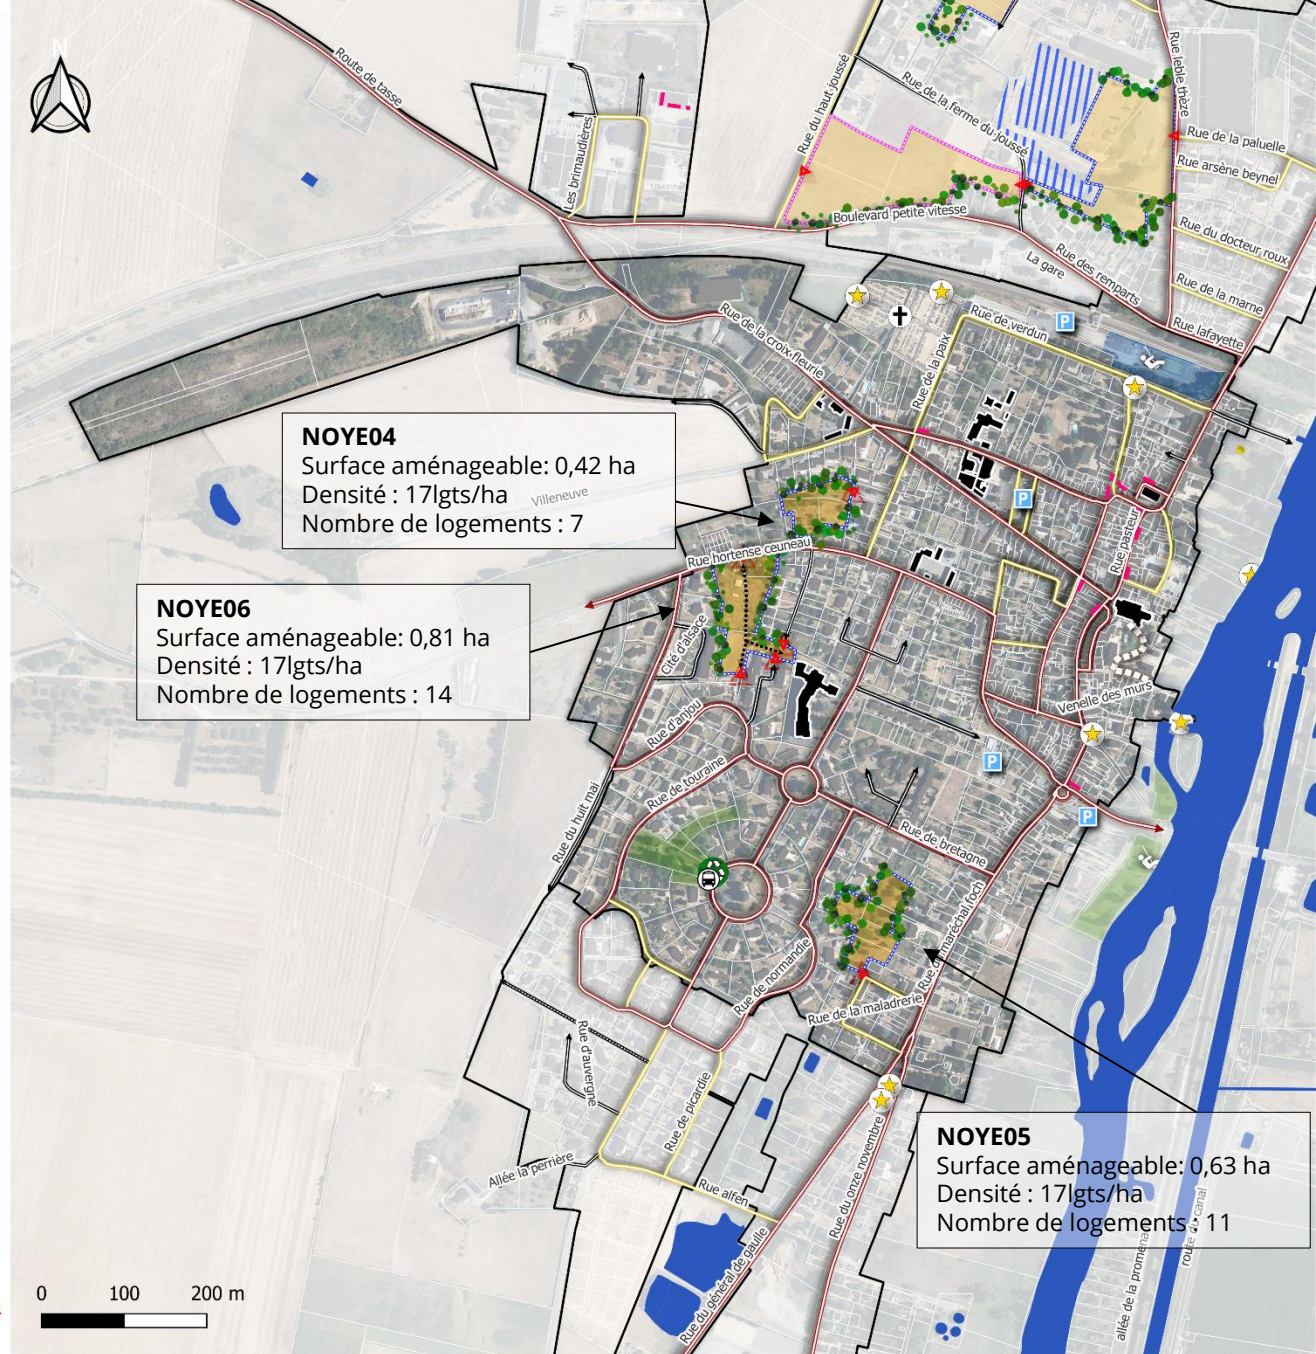 N
Route de tasse
Les brimaudières
Rue du haut joussé
Rue de la ferme du joussé
Rue leble thèze
Rue de la paluelle
Rue arsène beynel
Boulevard petite vitesse
Rue du docteur roux
La gare
Rue des remparts
Rue de la marne
Rue lafayette
Rue de la croix fleurie
Rue de la paix
Rue de verdun
P
NOYE04
Surface aménageable: 0,42 ha
Densité : 17lgts/ha
Nombre de logements : 7
Villeneuve
P
Rue pasteur
Rue hortense ceuneau
NOYE06
Surface aménageable: 0,81 ha
Densité : 17lgts/ha
Nombre de logements : 14
Cité d'alsace
Venelle des murs
Rue d'anjou
P
Rue de touraine
Rue du huit mai
P
Rue de bretagne
Rue du maréchal foch
Rue de normandie
Rue de la maladrerie
Rue d'auvergne
Rue de picardie
NOYE05
Surface aménageable: 0,63 ha
Densité : 17lgts/ha
Nombre de logements : 11
Allée la perrière
Rue alfen
Rue du onze novembre
Rue du général de gaulle
allée de la promena
route du canal
0 100 200 m